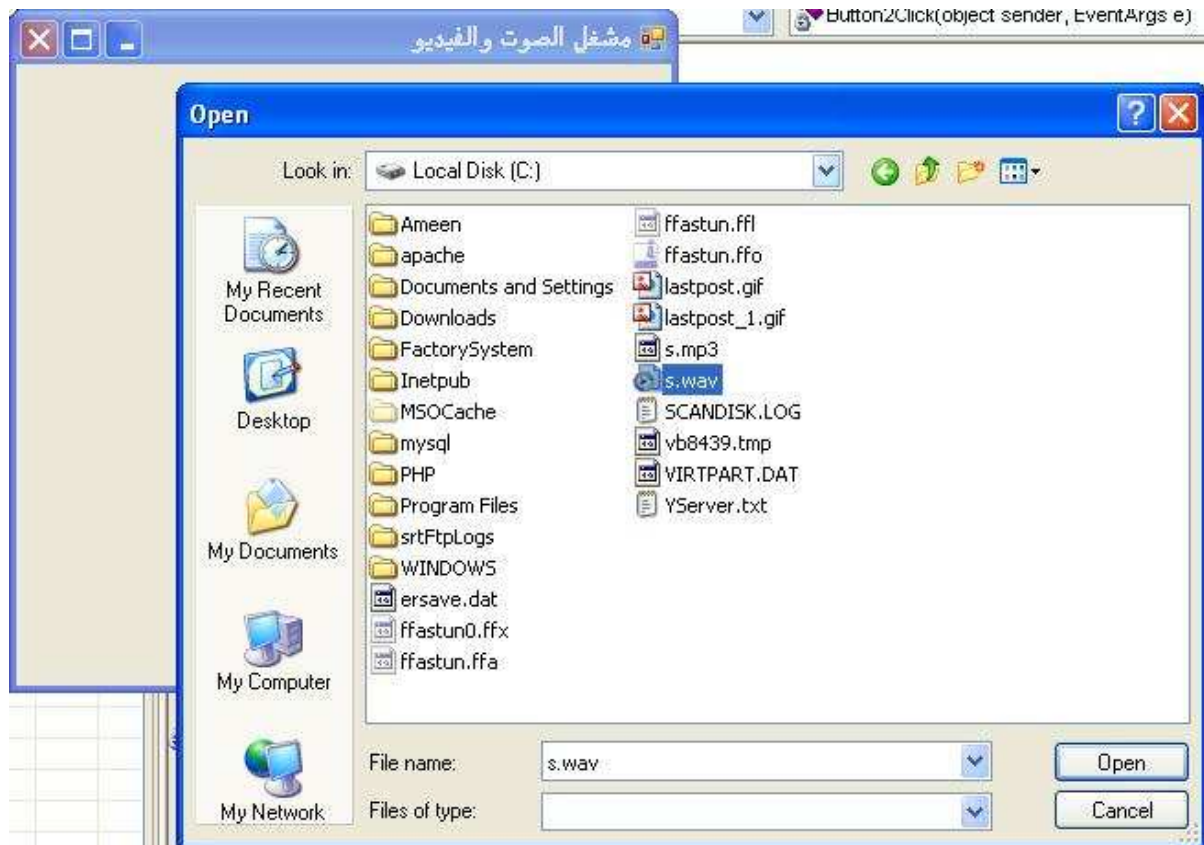 مشغل الصوت والفيديو
Button2Click(object sender, EventArgs e)
Open
Look in:
Local Disk (C:)
My Recent Documents
Desktop
My Documents
My Computer
My Network
Ameen
apache
Documents and Settings
Downloads
FactorySystem
Inetpub
MSOCache
mysql
PHP
Program Files
srtFtpLogs
WINDOWS
ersave.dat
ffastun0.ffx
ffastun.ffa
ffastun.ffl
ffastun.ffo
lastpost.gif
lastpost_1.gif
s.mp3
s.wav
SCANDISK.LOG
vb8439.tmp
VIRTPART.DAT
YServer.txt
File name:
s.wav
Open
Files of type:
Cancel